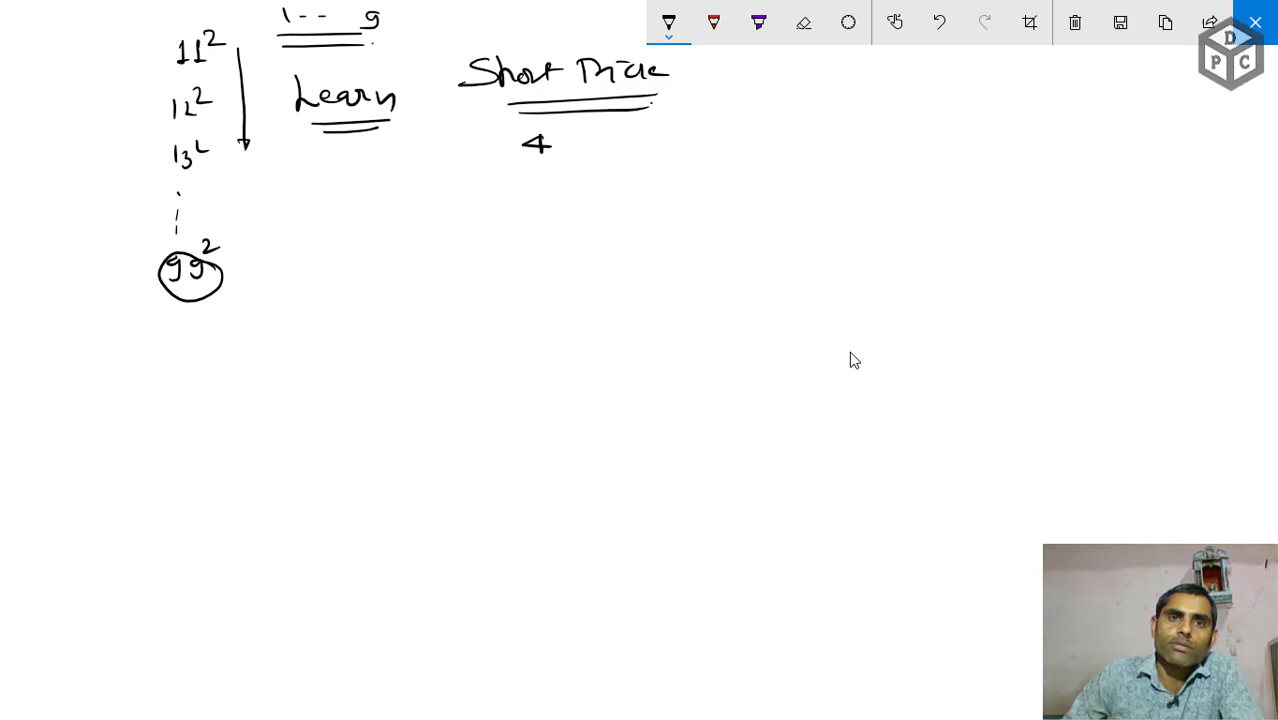 1 -- 9
11²
Learn
Short Trick
12²
4
13²
99²
D
P C